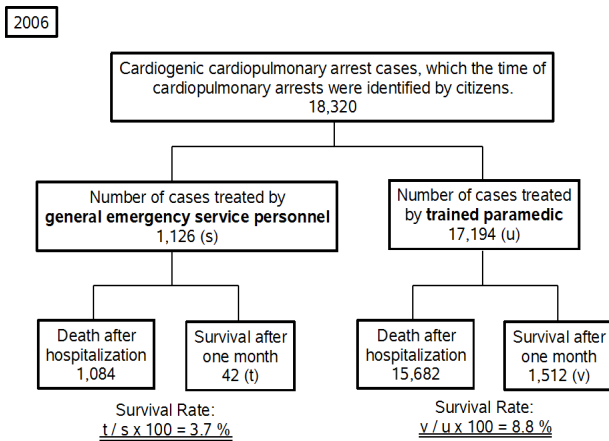 2006
Cardiogenic cardiopulmonary arrest cases, which the time of
cardiopulmonary arrests were identified by citizens.
18,320
Number of cases treated by
general emergency service personnel
1,126 (s)
Number of cases treated
by trained paramedic
17,194 (u)
Death after
hospitalization
1,084
Survival after
one month
42 (t)
Death after
hospitalization
15,682
Survival after
one month
1,512 (v)
Survival Rate:
t / s x 100 = 3.7 %
Survival Rate:
v / u x 100 = 8.8 %